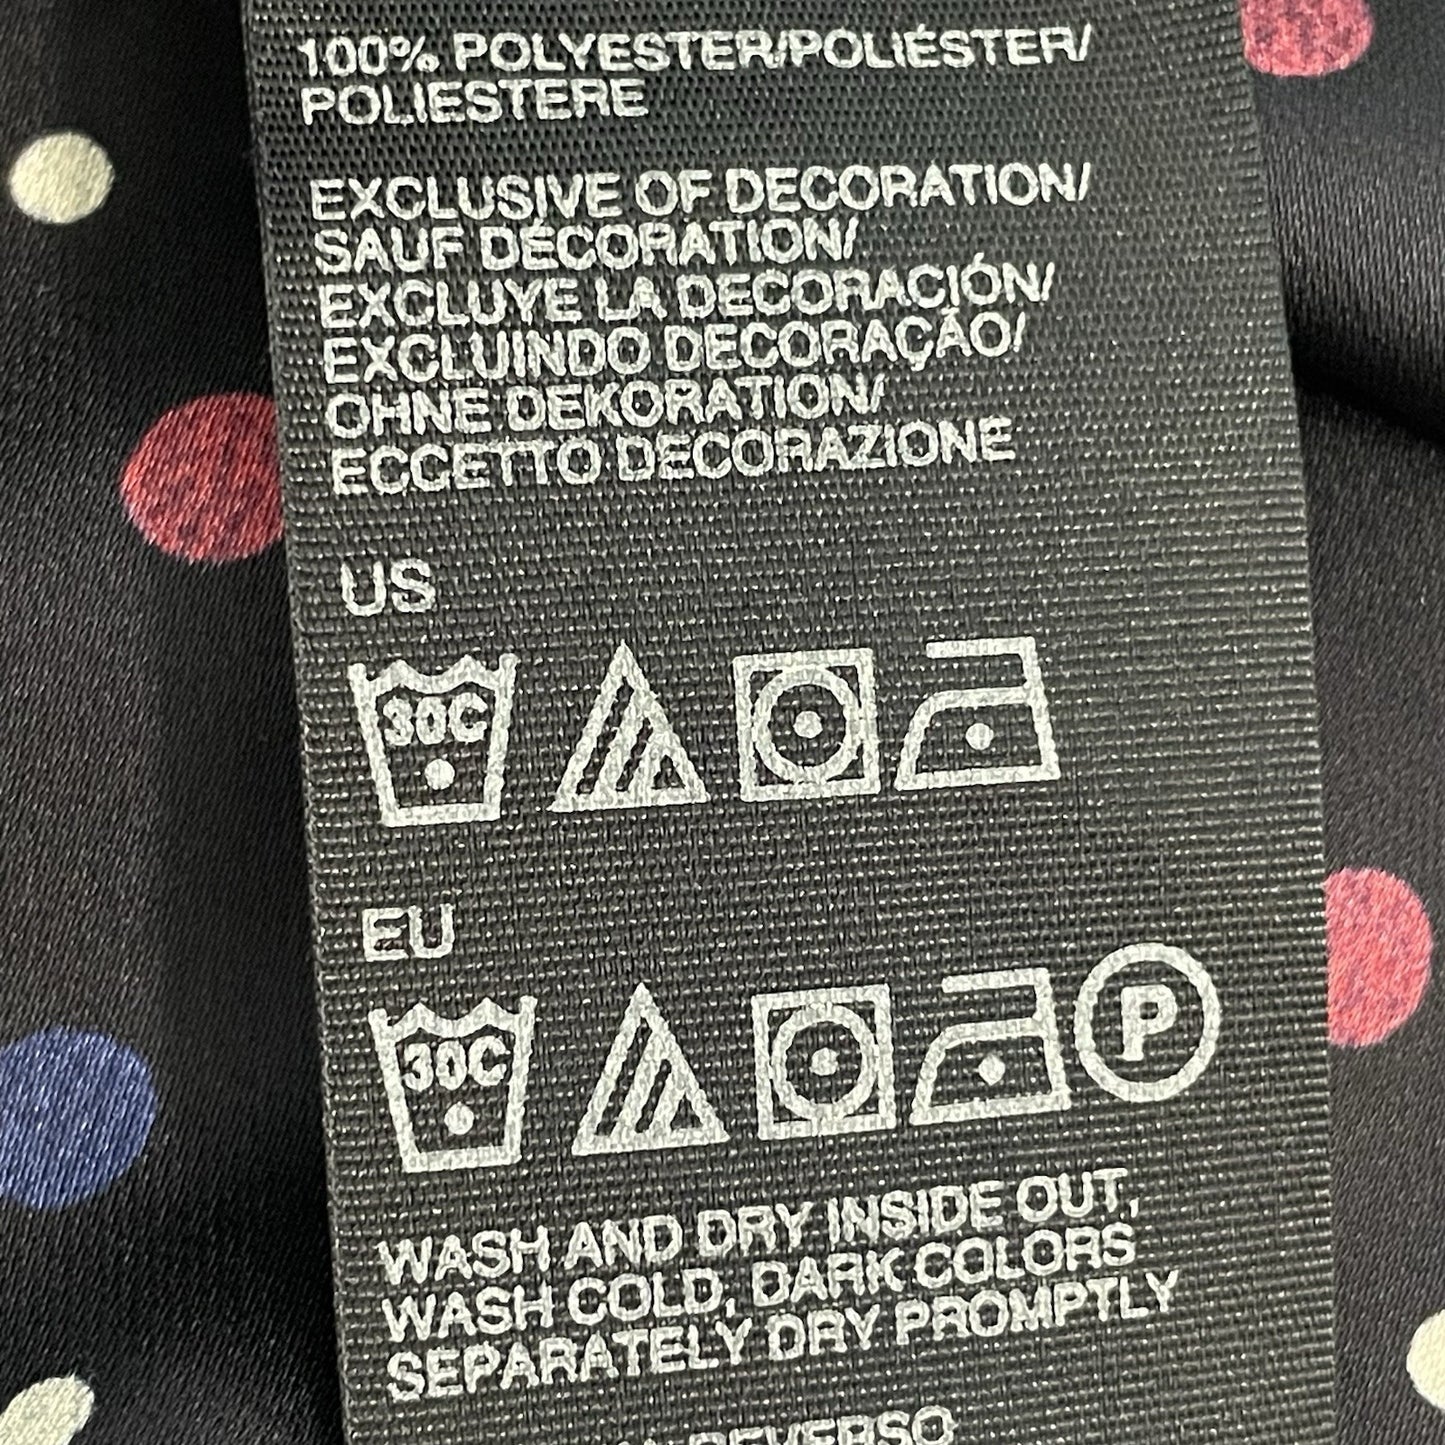 100% POLYESTER/POLIÉSTER/
POLIESTERE
EXCLUSIVE OF DECORATION/
SAUF DÉCORATION/
EXCLUYE LA DECORACIÓN/
EXCLUINDO DECORAÇÃO/
OHNE DEKORATION/
ECCETTO DECORAZIONE
US
30C
EU
30C
P
WASH AND DRY INSIDE OUT,
WASH COLD, DARK COLORS
SEPARATELY DRY PROMPTLY
REVERSO